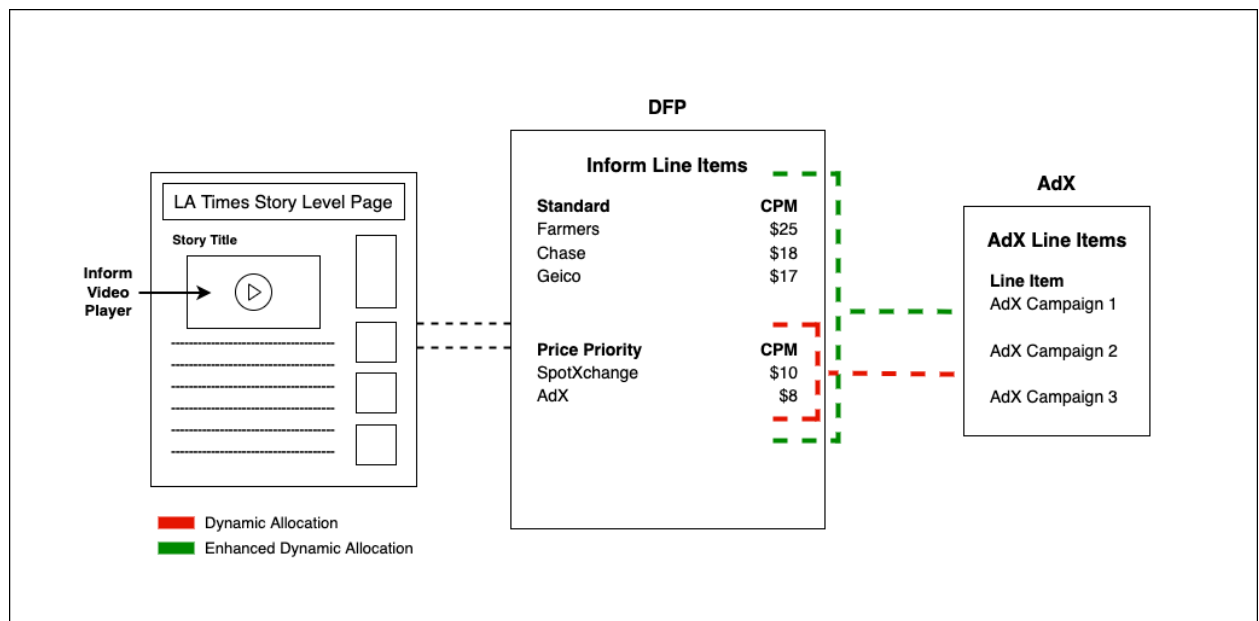 DFP
Inform Line Items
Standard CPM
Farmers $25
Chase $18
Geico $17
Price Priority CPM
SpotXchange $10
AdX $8
LA Times Story Level Page
Story Title
Inform
Video
Player
AdX
AdX Line Items
Line Item
AdX Campaign 1
AdX Campaign 2
AdX Campaign 3
Dynamic Allocation
Enhanced Dynamic Allocation